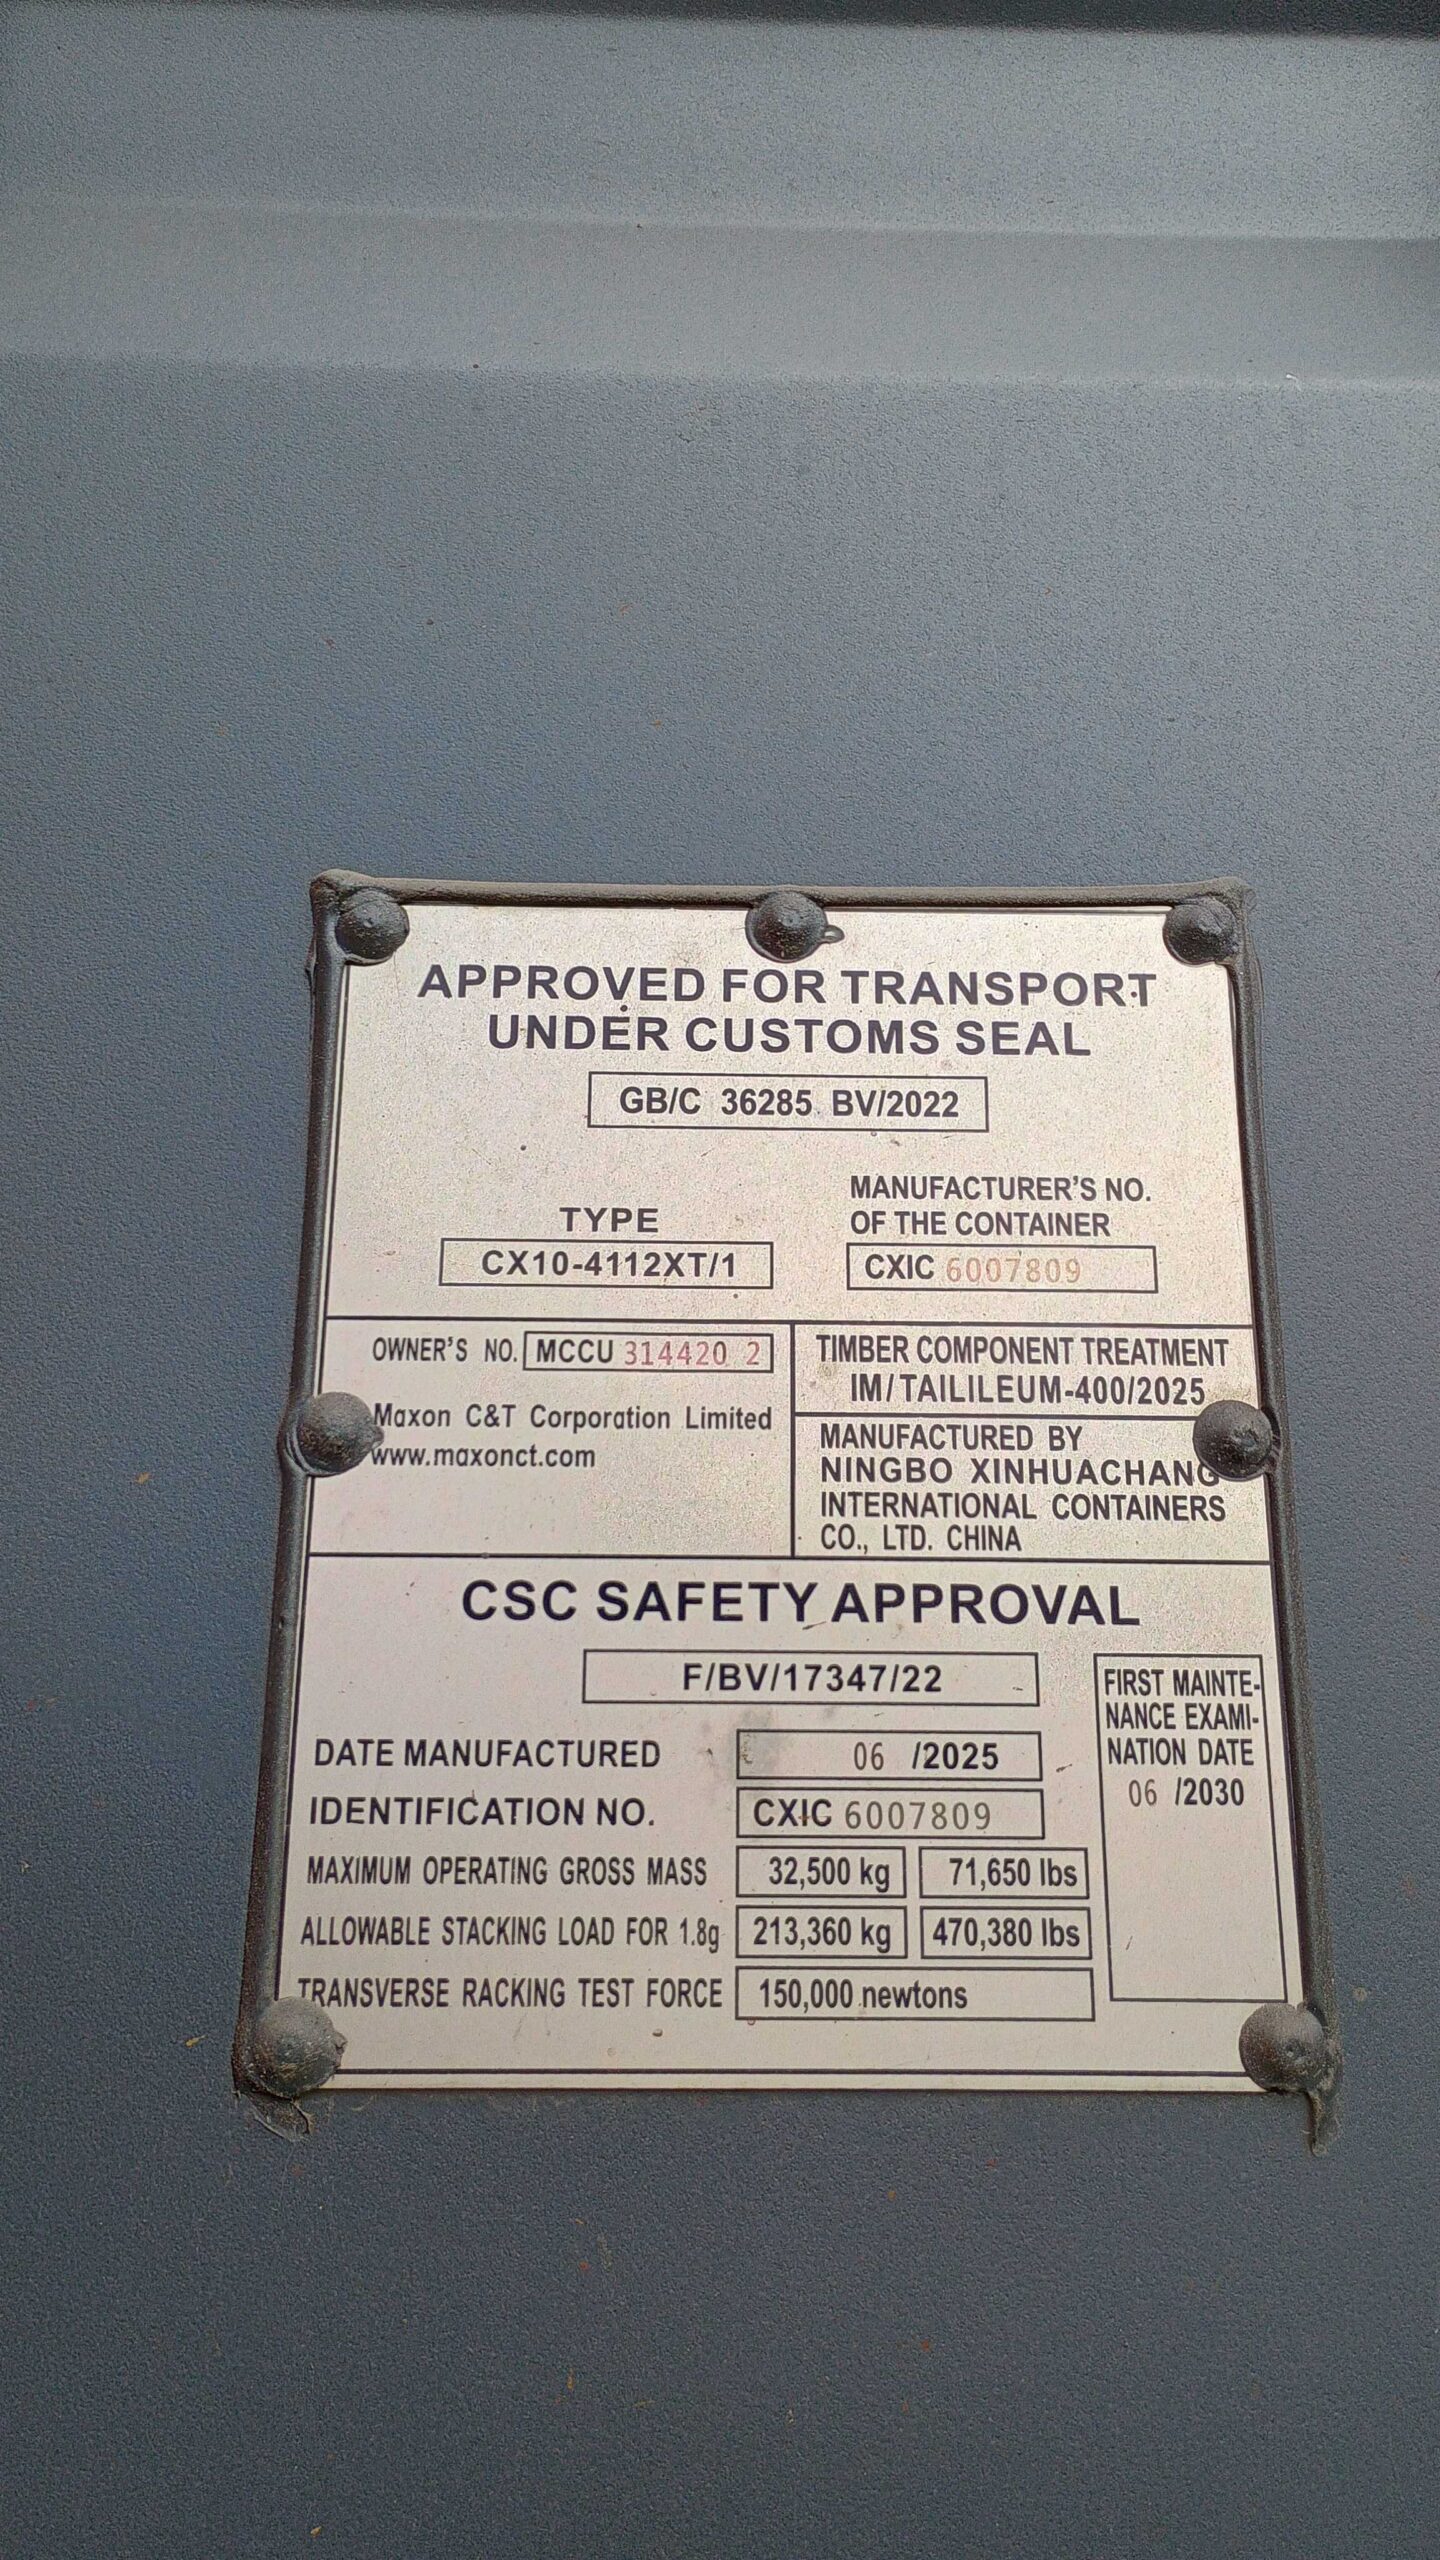 APPROVED FOR TRANSPORT
UNDER CUSTOMS SEAL
GB/C 36285 BV/2022
TYPE
CX10-4112XT/1
MANUFACTURER'S NO.
OF THE CONTAINER
CXIC 6007809
OWNER'S NO. MCCU 314420 2
Maxon C&T Corporation Limited
www.maxonct.com
TIMBER COMPONENT TREATMENT
IM/TAILILEUM-400/2025
MANUFACTURED BY
NINGBO XINHUACHANG
INTERNATIONAL CONTAINERS
CO., LTD. CHINA
CSC SAFETY APPROVAL
F/BV/17347/22
DATE MANUFACTURED 06 /2025
IDENTIFICATION NO. CXIC 6007809
MAXIMUM OPERATING GROSS MASS 32,500 kg 71,650 lbs
ALLOWABLE STACKING LOAD FOR 1.8g 213,360 kg 470,380 lbs
TRANSVERSE RACKING TEST FORCE 150,000 newtons
FIRST MAINTE-
NANCE EXAMI-
NATION DATE
06 /2030